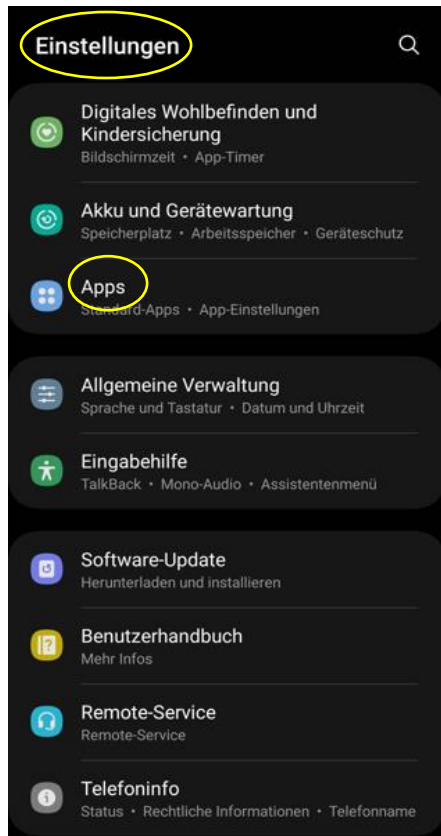 Einstellungen
Digitales Wohlbefinden und
Kindersicherung
Bildschirmzeit • App-Timer
Akku und Gerätewartung
Speicherplatz • Arbeitsspeicher • Geräteschutz
Apps
Standard-Apps • App-Einstellungen
Allgemeine Verwaltung
Sprache und Tastatur • Datum und Uhrzeit
Eingabehilfe
TalkBack • Mono-Audio • Assistentenmenü
Software-Update
Herunterladen und installieren
Benutzerhandbuch
Mehr Infos
Remote-Service
Remote-Service
Telefoninfo
Status • Rechtliche Informationen • Telefonname